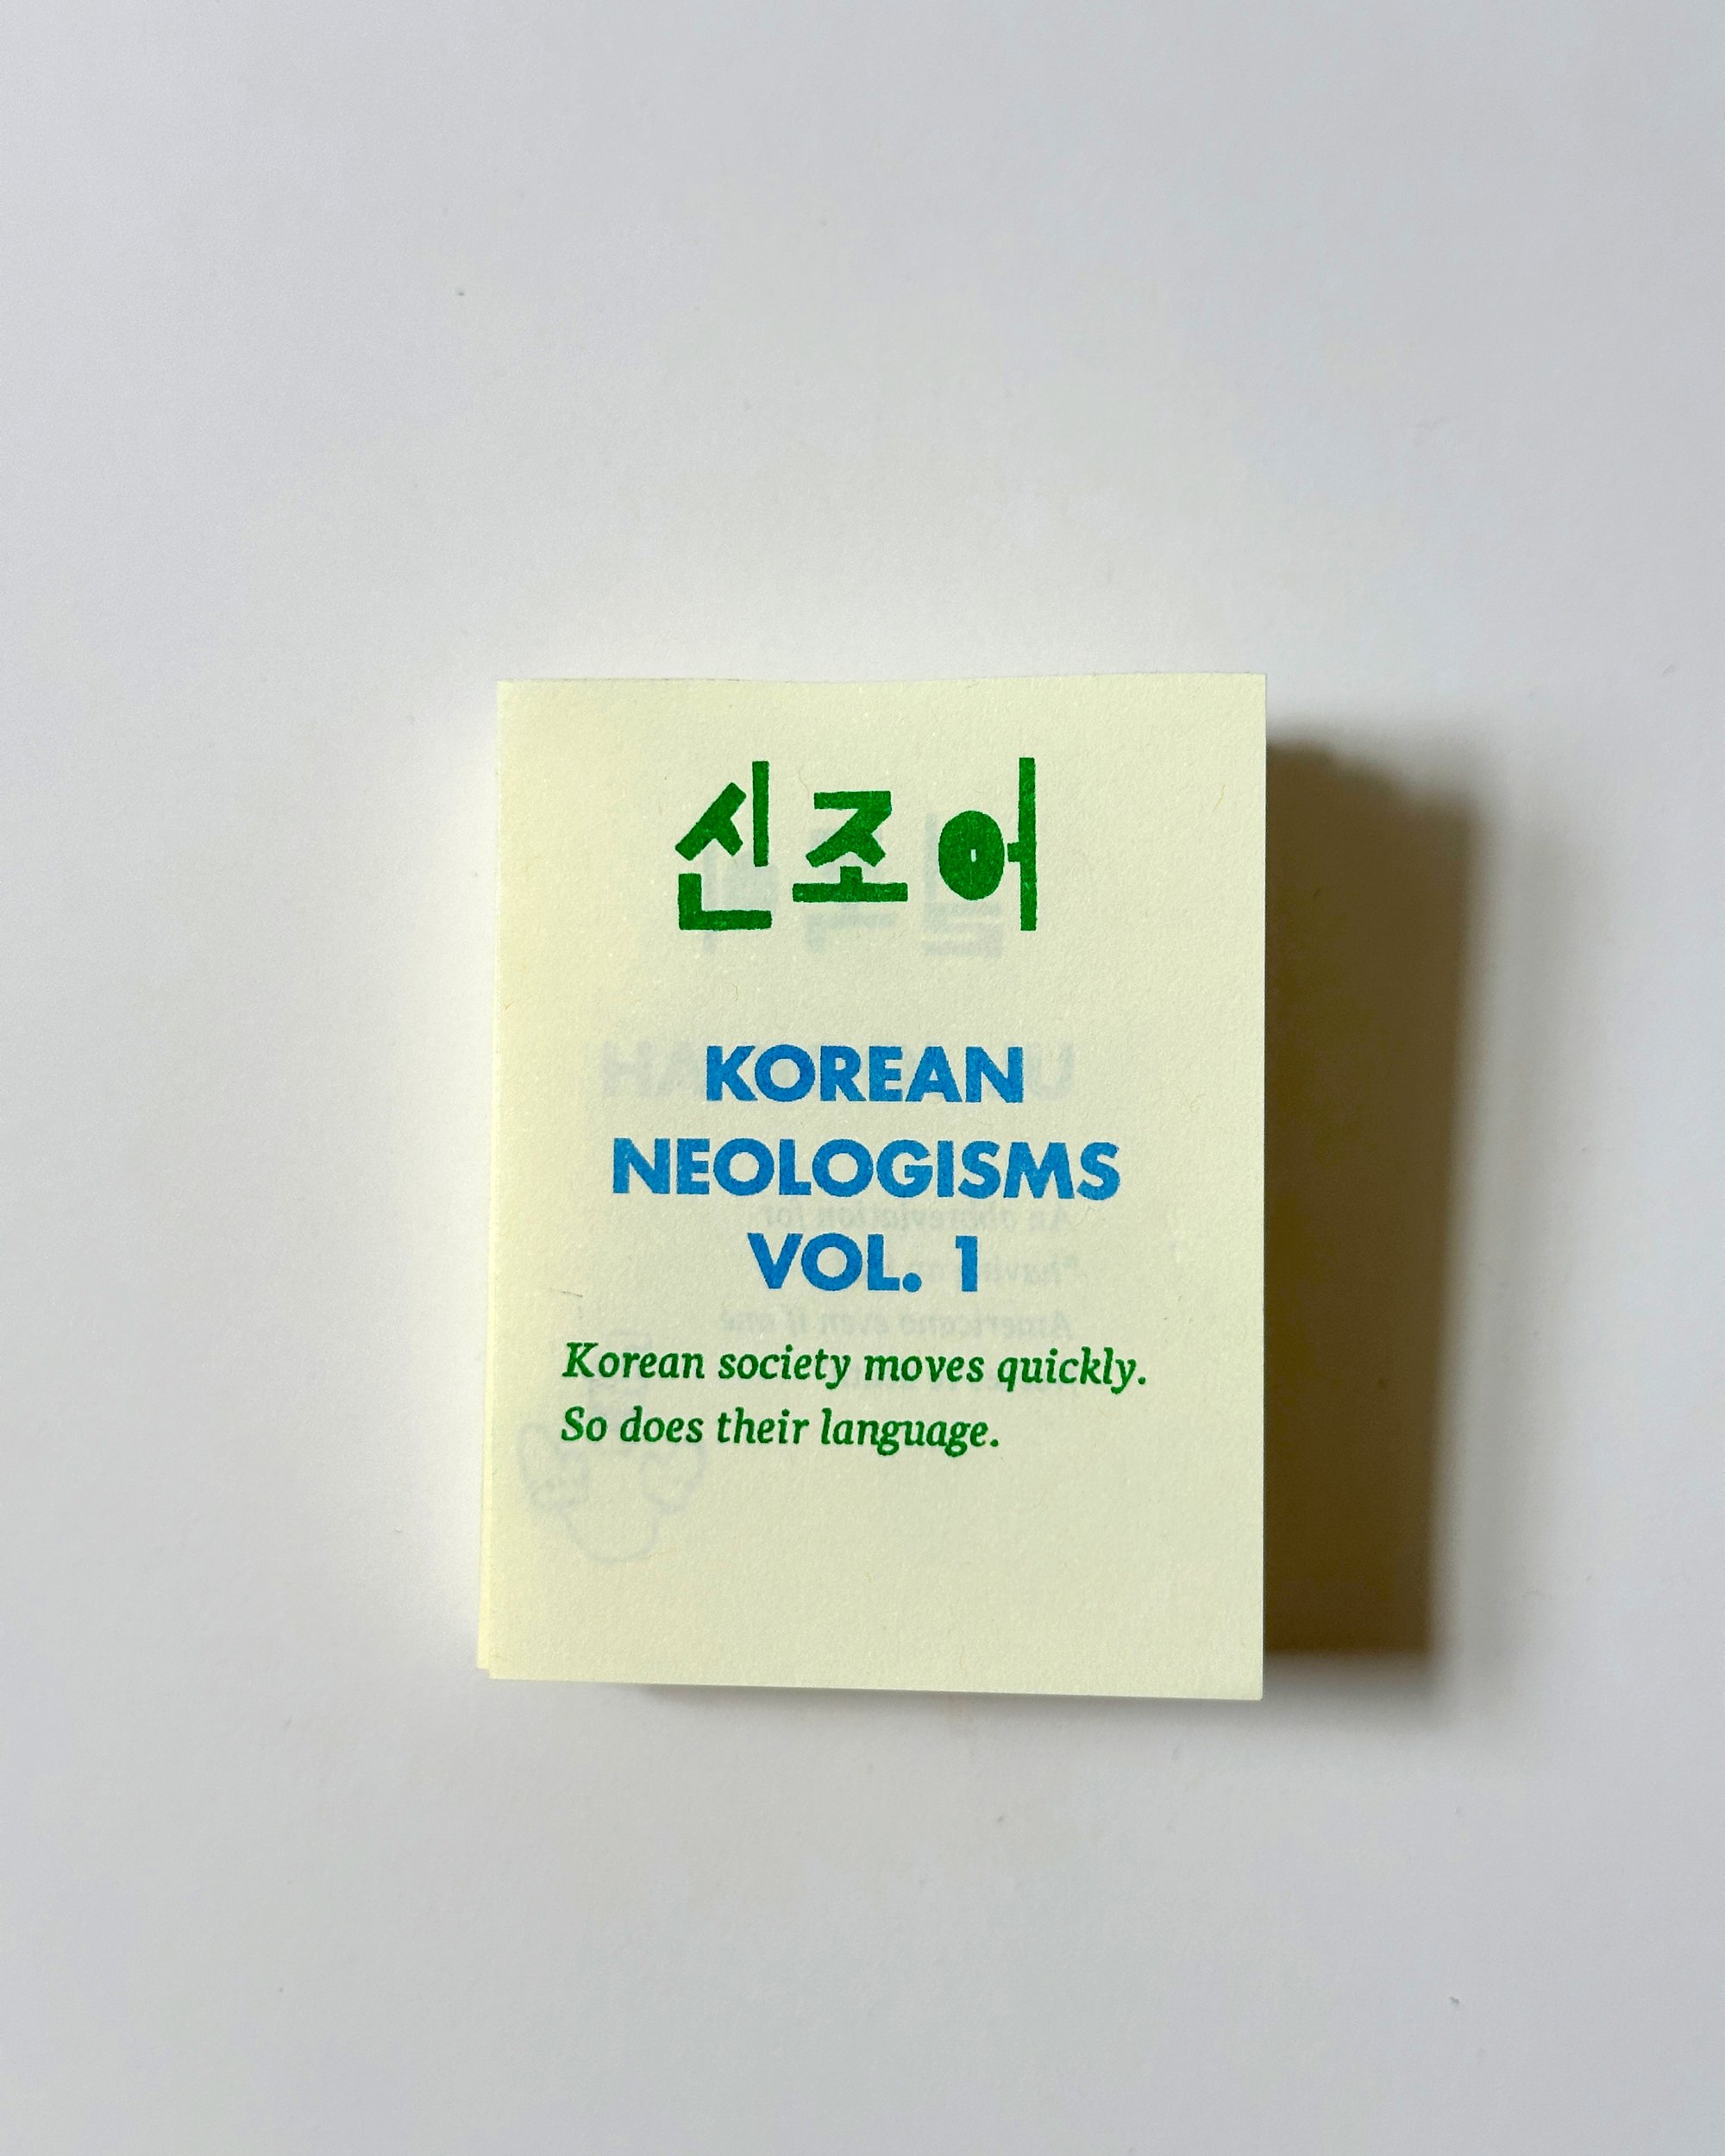 신조어
KOREAN
NEOLOGISMS
VOL. 1
Korean society moves quickly.
So does their language.